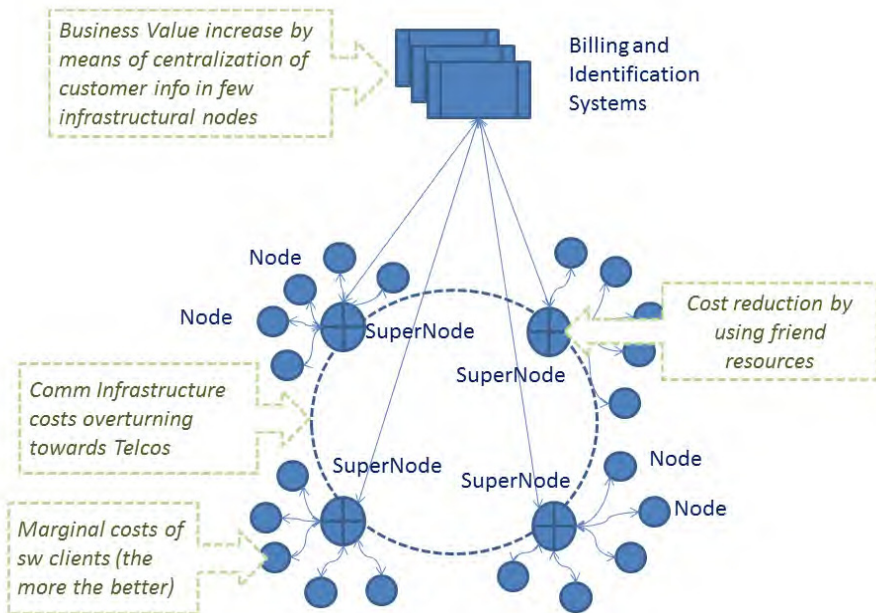 Business Value increase by
means of centralization of
customer info in few
infrastructural nodes
Billing and
Identification
Systems
Node
Node
SuperNode
Cost reduction by
using friend
resources
SuperNode
Comm Infrastructure
costs overturning
towards Telcos
SuperNode
SuperNode
Node
Node
Marginal costs of
sw clients (the
more the better)